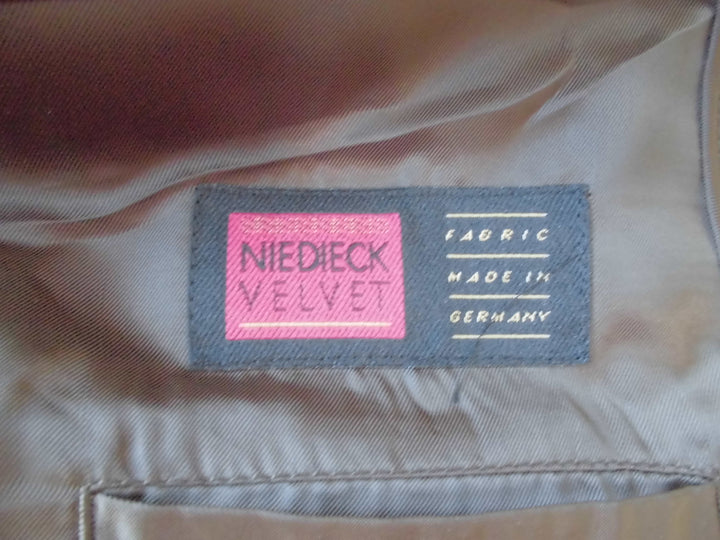 NIEDIECK
VELVET
FABRIC
MADE IN
GERMANY